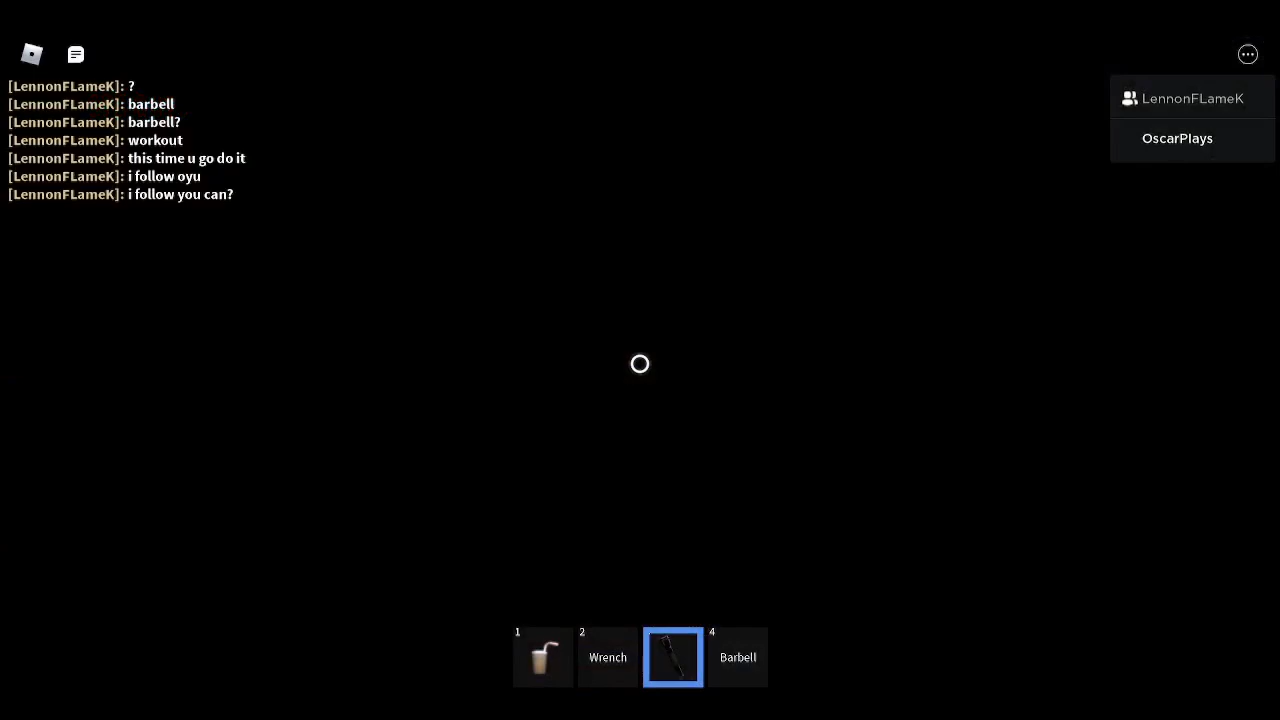 [LennonFLameK]: ?
[LennonFLameK]: barbell
[LennonFLameK]: barbell?
[LennonFLameK]: workout
[LennonFLameK]: this time u go do it
[LennonFLameK]: i follow oyu
[LennonFLameK]: i follow you can?
LennonFLameK
OscarPlays
1
2
4
Wrench
Barbell